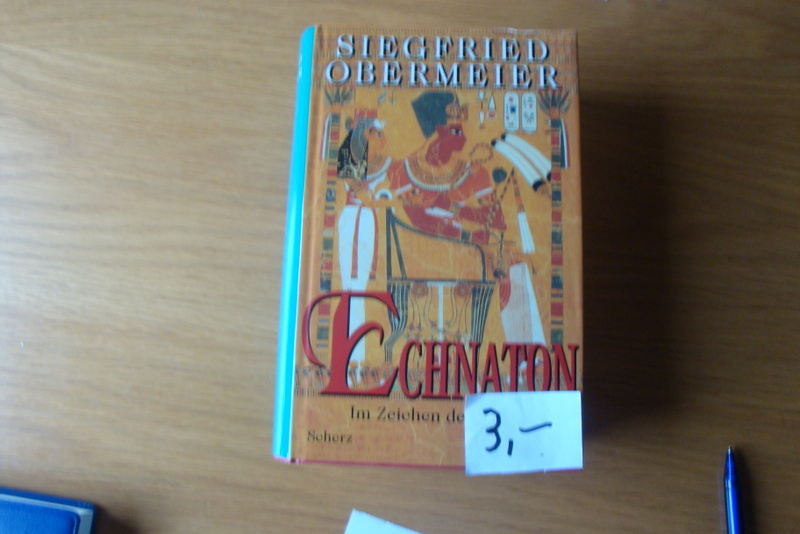 SIEGFRIED
OBERMEIER
ECHNATON
Im Zeichen de
Scherz
3,—